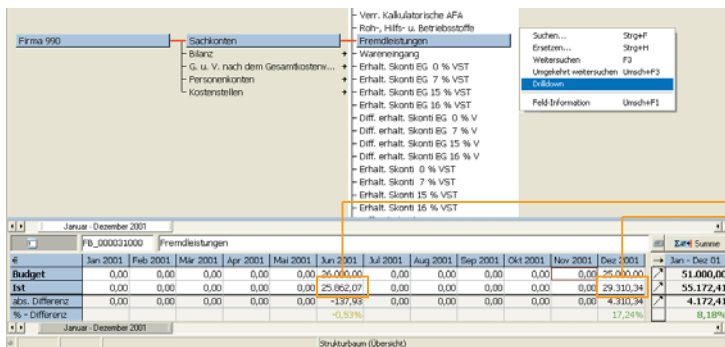 Verr. Kalkulatorische AFA
Roh-, Hilfs- u. Betriebsstoffe
Firma 990
Sachkonten
Fremdleistungen
Bilanz
Wareneingang
G. u. V. nach dem Gesamtkostenv...
Erhalt. Skonti EG 0 % VST
Personenkonten
Erhalt. Skonti EG 7 % VST
Kostenstellen
Erhalt. Skonti EG 15 % VST
Erhalt. Skonti EG 16 % VST
Diff. erhalt. Skonti EG 0 % V
Diff. erhalt. Skonti EG 7 % V
Diff. erhalt. Skonti EG 15 % V
Diff. erhalt. Skonti EG 16 % V
Erhalt. Skonti 0 % VST
Erhalt. Skonti 7 % VST
Erhalt. Skonti 15 % VST
Erhalt. Skonti 16 % VST
Suchen... Strg+F
Ersetzen... Strg+H
Weitersuchen F3
Umgekehrt weitersuchen Umsch+F3
Drilldown
Feld-Information Umsch+F1
Januar - Dezember 2001
FB_000031000 Fremdleistungen Summe
€ Jan 2001 Feb 2001 Mär 2001 Apr 2001 Mai 2001 Jun 2001 Jul 2001 Aug 2001 Sep 2001 Okt 2001 Nov 2001 Dez 2001 Jan - Dez 01
Budget 0,00 0,00 0,00 0,00 0,00 26.000,00 0,00 0,00 0,00 0,00 0,00 25.000,00 51.000,00
Ist 0,00 0,00 0,00 0,00 0,00 25.862,07 0,00 0,00 0,00 0,00 0,00 29.310,34 55.172,41
abs. Differenz 0,00 0,00 0,00 0,00 0,00 -137,93 0,00 0,00 0,00 0,00 0,00 4.310,34 4.172,41
% - Differenz -0,53% 17,24% 8,18%
Januar - Dezember 2001
Strukturbaum (Übersicht)